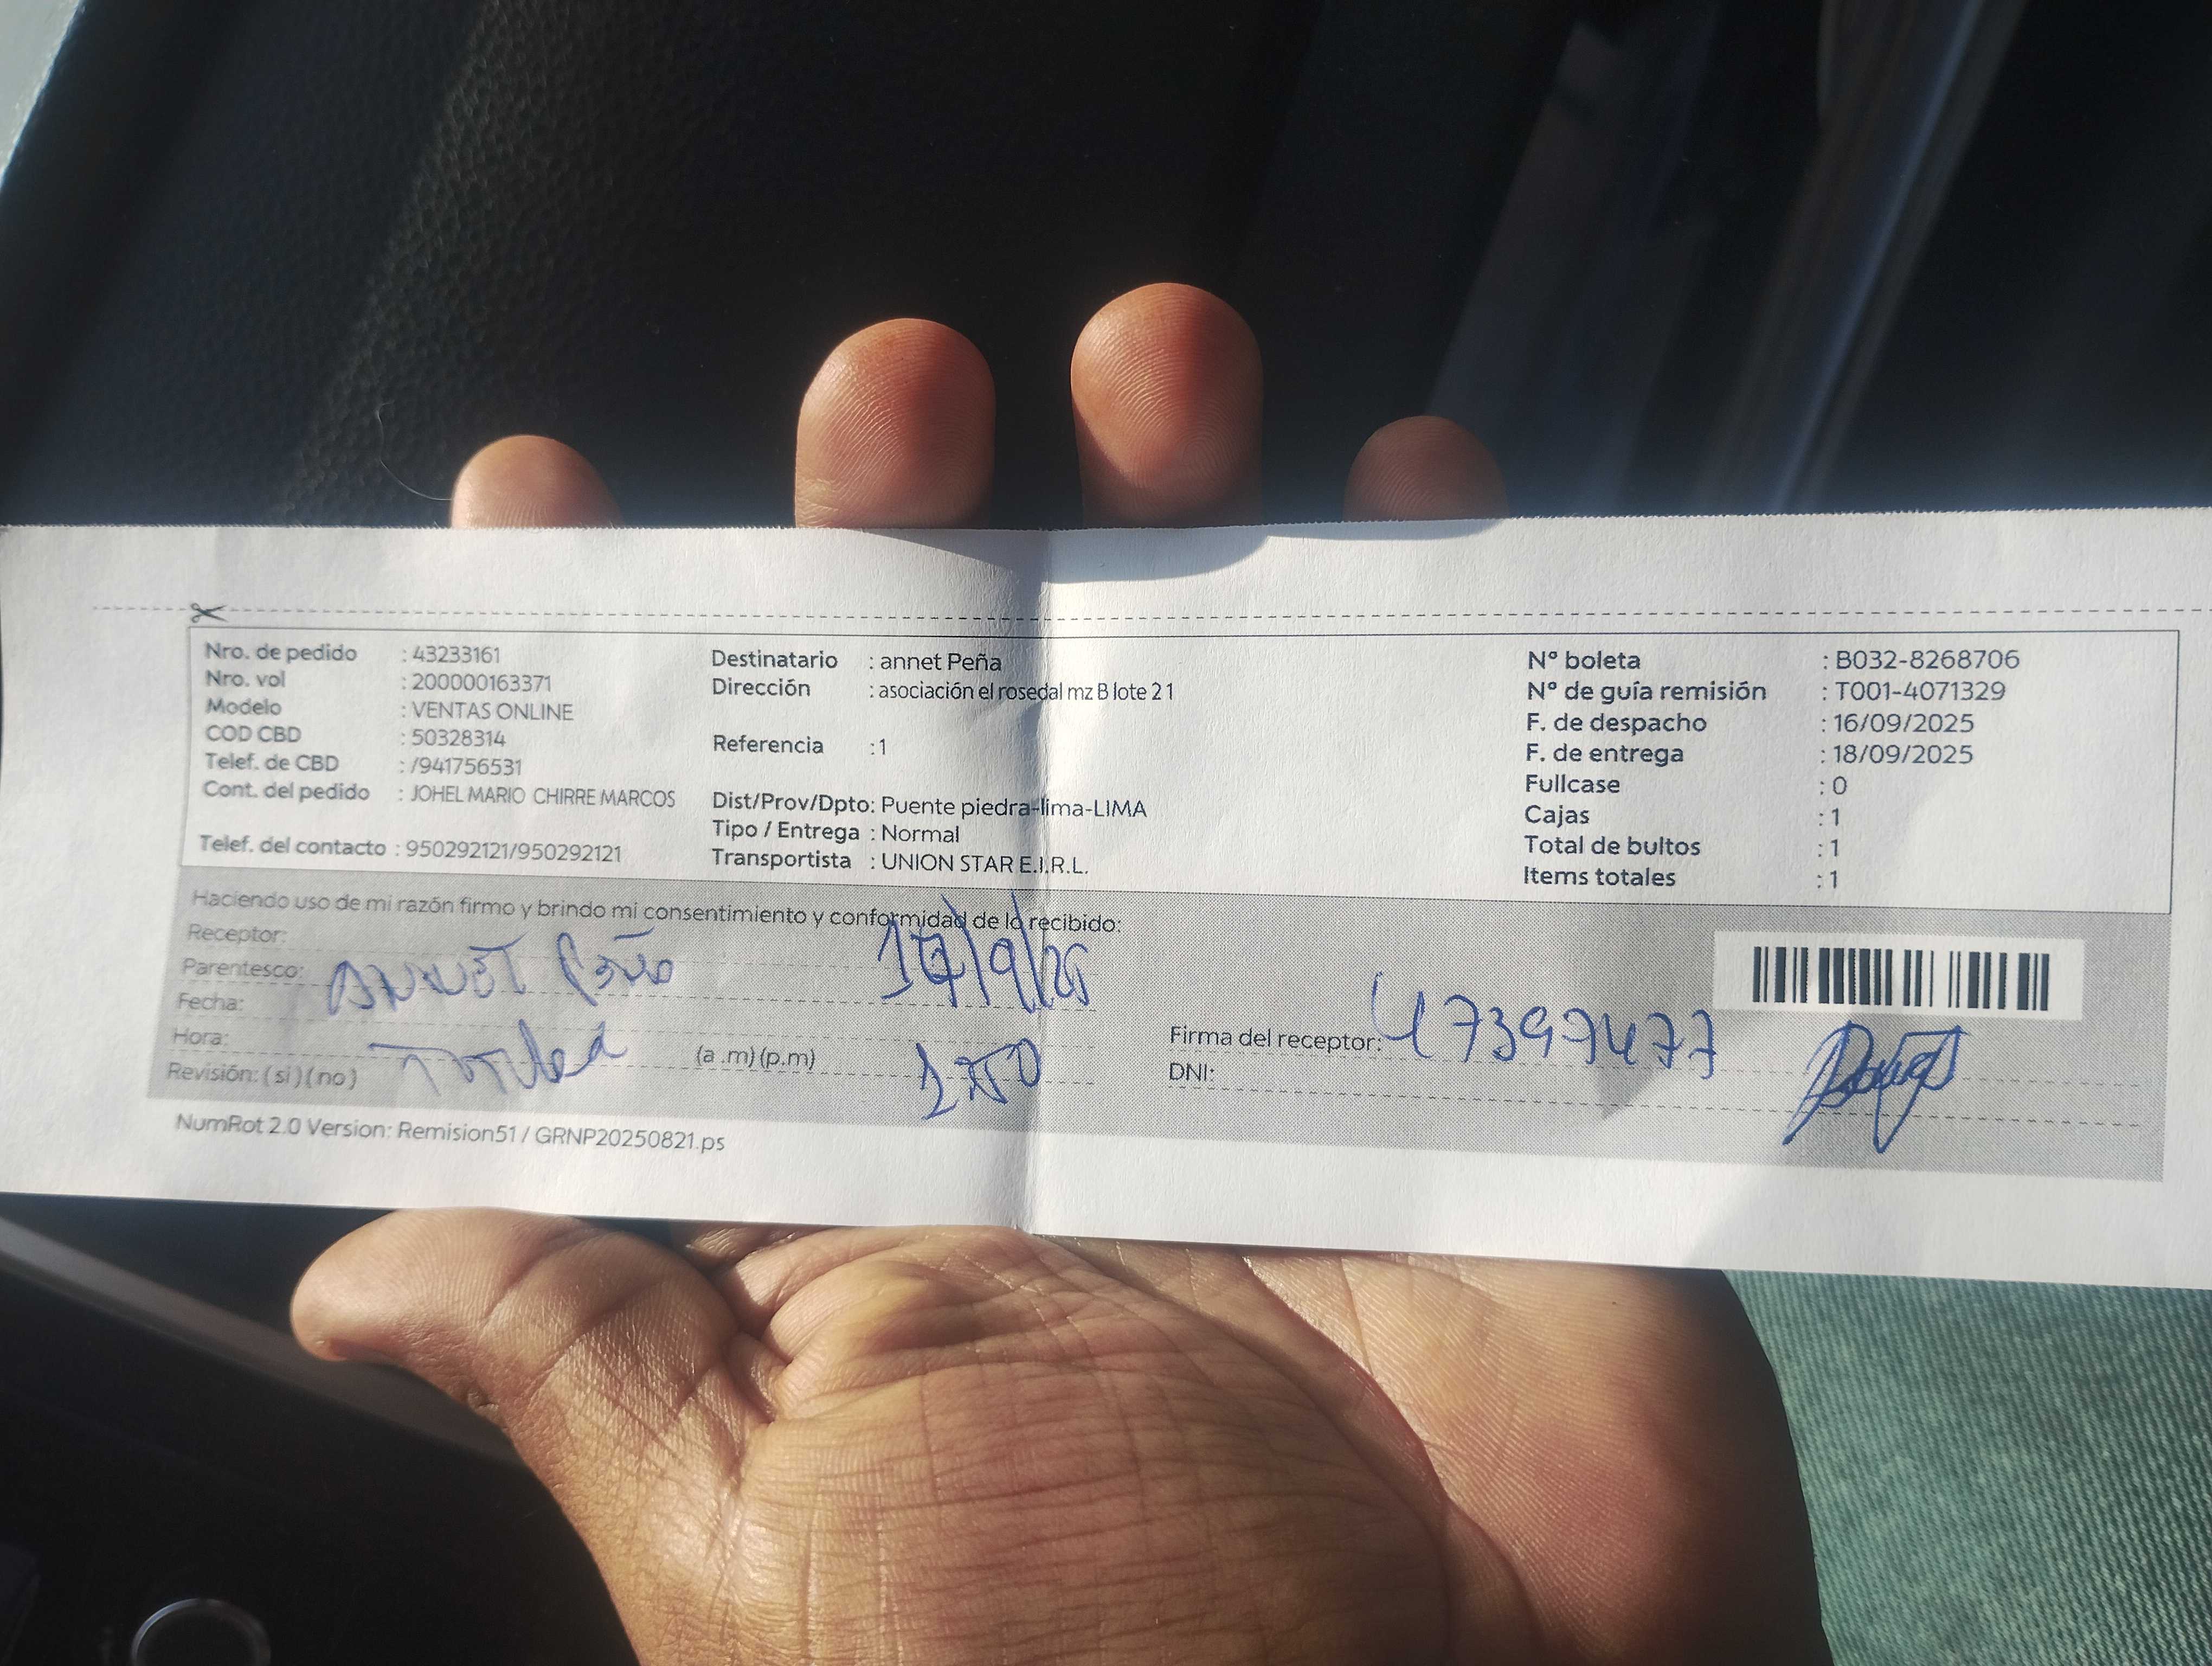 Nro. de pedido : 43233161
Nro. vol : 200000163371
Modelo : VENTAS ONLINE
COD CBD : 50328314
Telef. de CBD : /941756531
Cont. del pedido : JOHEL MARIO CHIRRE MARCOS
Telef. del contacto : 950292121/950292121
Destinatario : annet Peña
Dirección : asociación el rosedal mz B lote 21
Referencia : 1
Dist/Prov/Dpto: Puente piedra-lima-LIMA
Tipo / Entrega : Normal
Transportista : UNION STAR E.I.R.L.
N° boleta : B032-8268706
N° de guía remisión : T001-4071329
F. de despacho : 16/09/2025
F. de entrega : 18/09/2025
Fullcase : 0
Cajas : 1
Total de bultos : 1
Items totales : 1
Haciendo uso de mi razón firmo y brindo mi consentimiento y conformidad de lo recibido:
Receptor:
Parentesco: ANNET Peña
Fecha: 17/9/25
Hora: (a .m) (p.m)
Revisión: ( si ) ( no )
Firma del receptor: 47397477
DNI:
NumRot 2.0 Version: Remision51 / GRNP20250821.ps